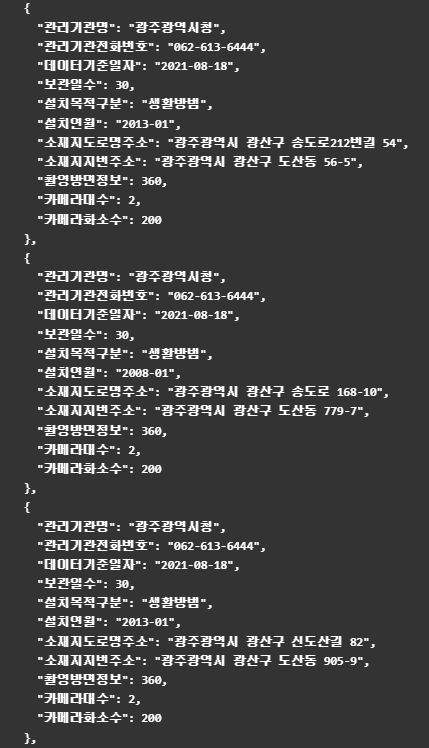 {
"관리기관명": "광주광역시청",
"관리기관전화번호": "062-613-6444",
"데이터기준일자": "2021-08-18",
"보관일수": 30,
"설치목적구분": "생활방범",
"설치연월": "2013-01",
"소재지도로명주소": "광주광역시 광산구 송도로212번길 54",
"소재지지번주소": "광주광역시 광산구 도산동 56-5",
"촬영방면정보": 360,
"카메라대수": 2,
"카메라화소수": 200
},
{
"관리기관명": "광주광역시청",
"관리기관전화번호": "062-613-6444",
"데이터기준일자": "2021-08-18",
"보관일수": 30,
"설치목적구분": "생활방범",
"설치연월": "2008-01",
"소재지도로명주소": "광주광역시 광산구 송도로 168-10",
"소재지지번주소": "광주광역시 광산구 도산동 779-7",
"촬영방면정보": 360,
"카메라대수": 2,
"카메라화소수": 200
},
{
"관리기관명": "광주광역시청",
"관리기관전화번호": "062-613-6444",
"데이터기준일자": "2021-08-18",
"보관일수": 30,
"설치목적구분": "생활방범",
"설치연월": "2013-01",
"소재지도로명주소": "광주광역시 광산구 신도산길 82",
"소재지지번주소": "광주광역시 광산구 도산동 905-9",
"촬영방면정보": 360,
"카메라대수": 2,
"카메라화소수": 200
},